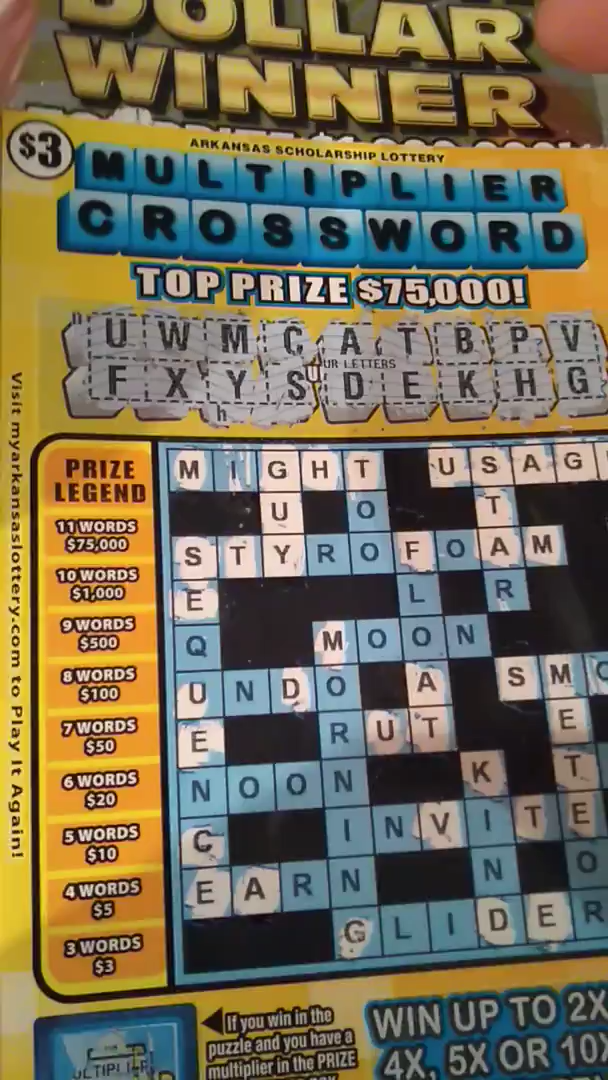 DOLLAR
WINNER
$3
ARKANSAS SCHOLARSHIP LOTTERY
MULTIPLIER
CROSSWORD
TOP PRIZE $75,000!
U W M C A T B P V
UR LETTERS
F X Y S D E K H G
Visit myarkansaslottery.com to Play It Again!
PRIZE
LEGEND
11 WORDS
$75,000
10 WORDS
$1,000
9 WORDS
$500
8 WORDS
$100
7 WORDS
$50
6 WORDS
$20
5 WORDS
$10
4 WORDS
$5
3 WORDS
$3
M I G H T U S A G
U O T
S T Y R O F O A M
E L R
Q M O O N
U N D O A S M O
E R U T E
N O O N K T
C I N V I T E
E A R N N O
G L I D E R
If you win in the
puzzle and you have a
multiplier in the PRIZE
WIN UP TO 2X
4X, 5X OR 10X